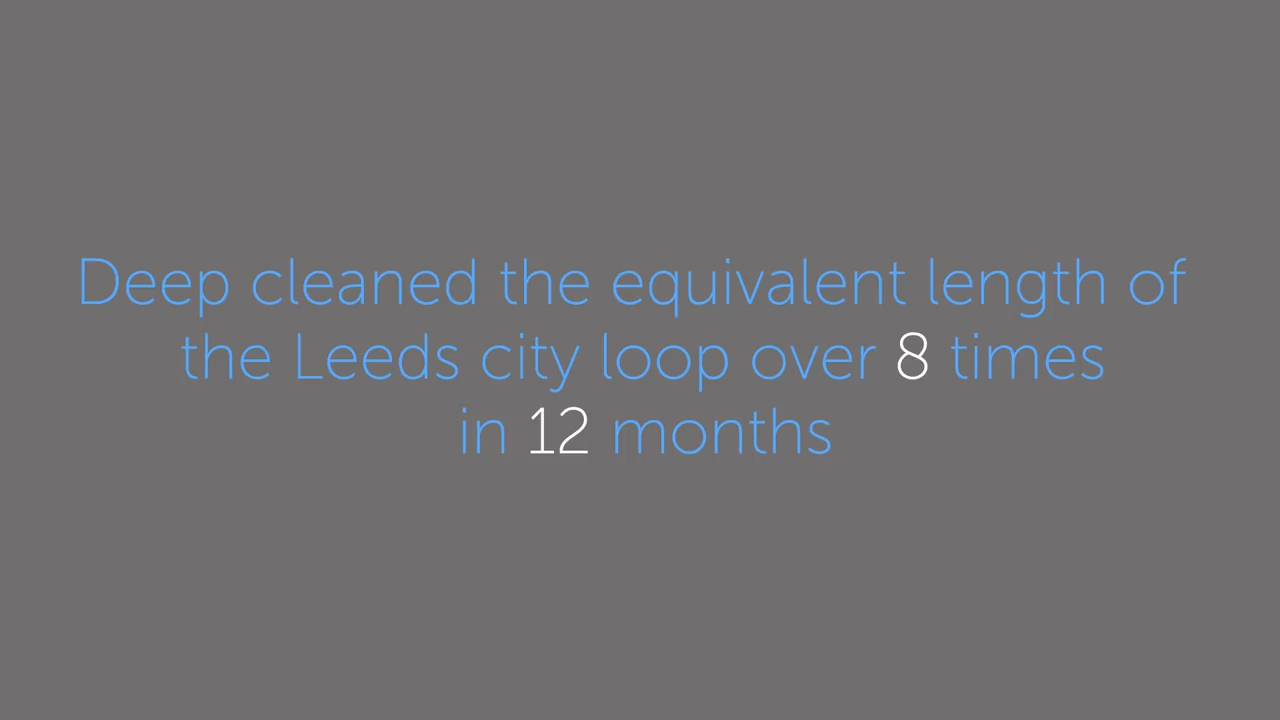 Deep cleaned the equivalent length of
the Leeds city loop over 8 times
in 12 months